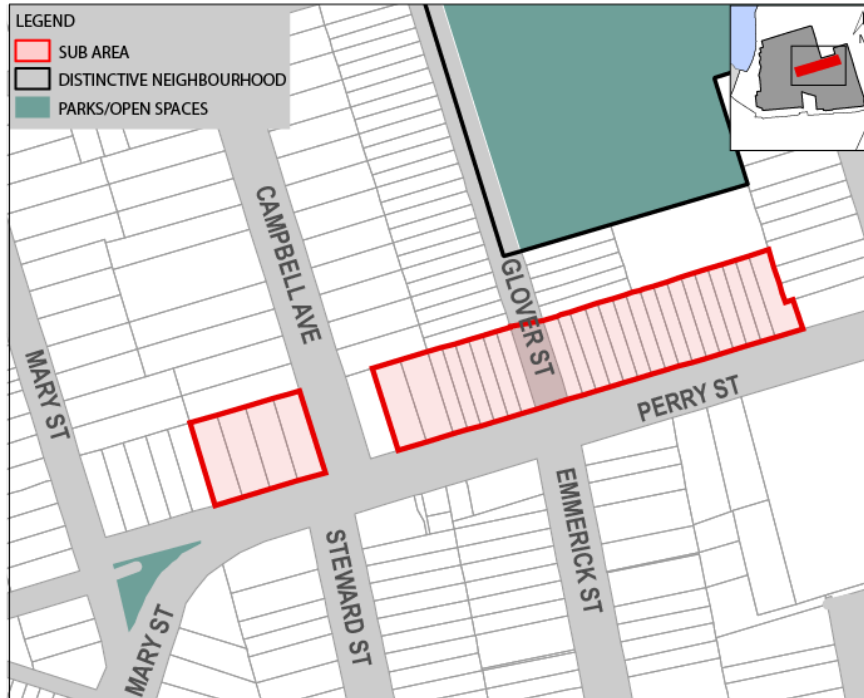 LEGEND
SUB AREA
DISTINCTIVE NEIGHBOURHOOD
PARKS/OPEN SPACES
CAMPBELL AVE
GLOVER ST
MARY ST
PERRY ST
EMMERICK ST
STEWARD ST
MARY ST